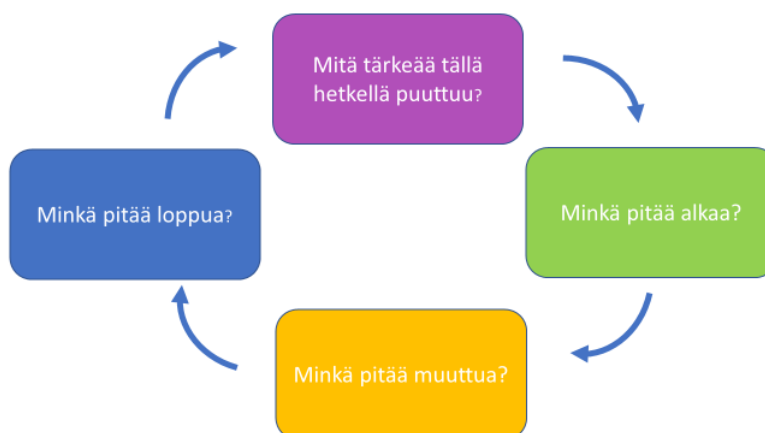 Mitä tärkeää tällä
hetkellä puuttuu?
Minkä pitää alkaa?
Minkä pitää muuttua?
Minkä pitää loppua?